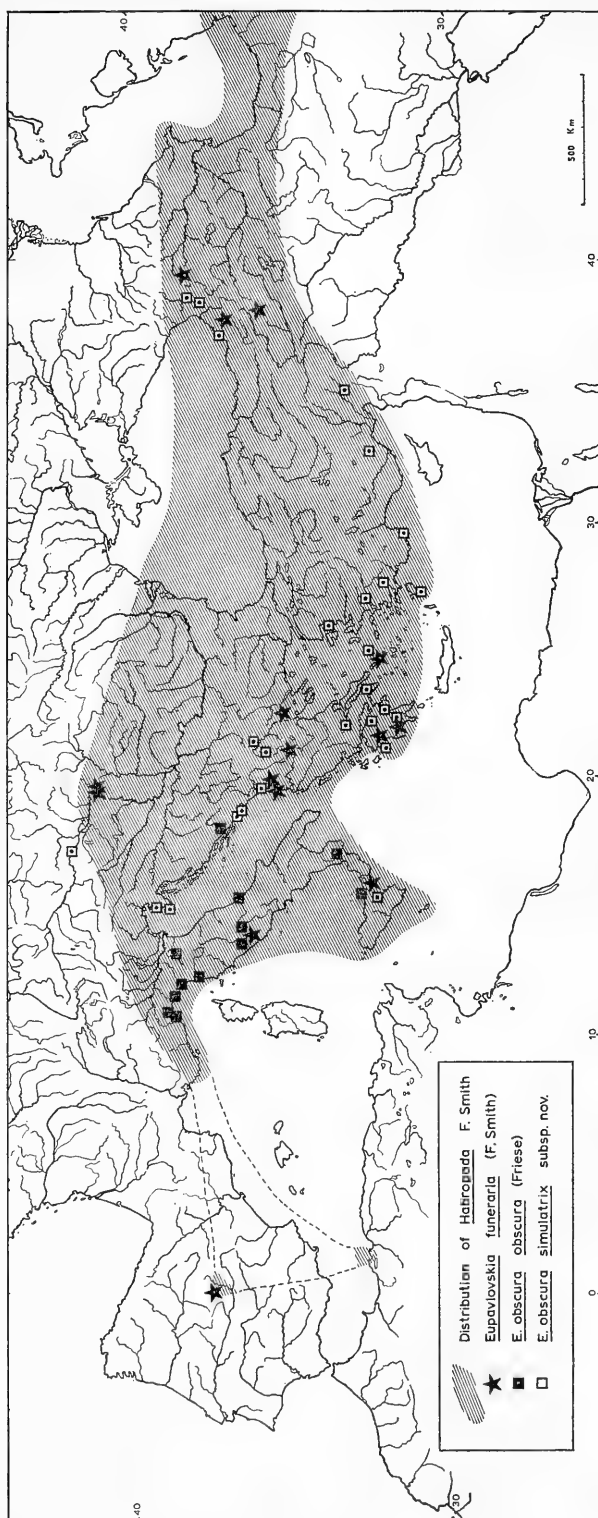 Distribution of Habropoda F. Smith
Eupavlovskia funeraria (F. Smith)
E. obscura obscura (Friese)
E. obscura simulatrix subsp. nov.
500 Km
40
30
40
30
0
10
20
30
40